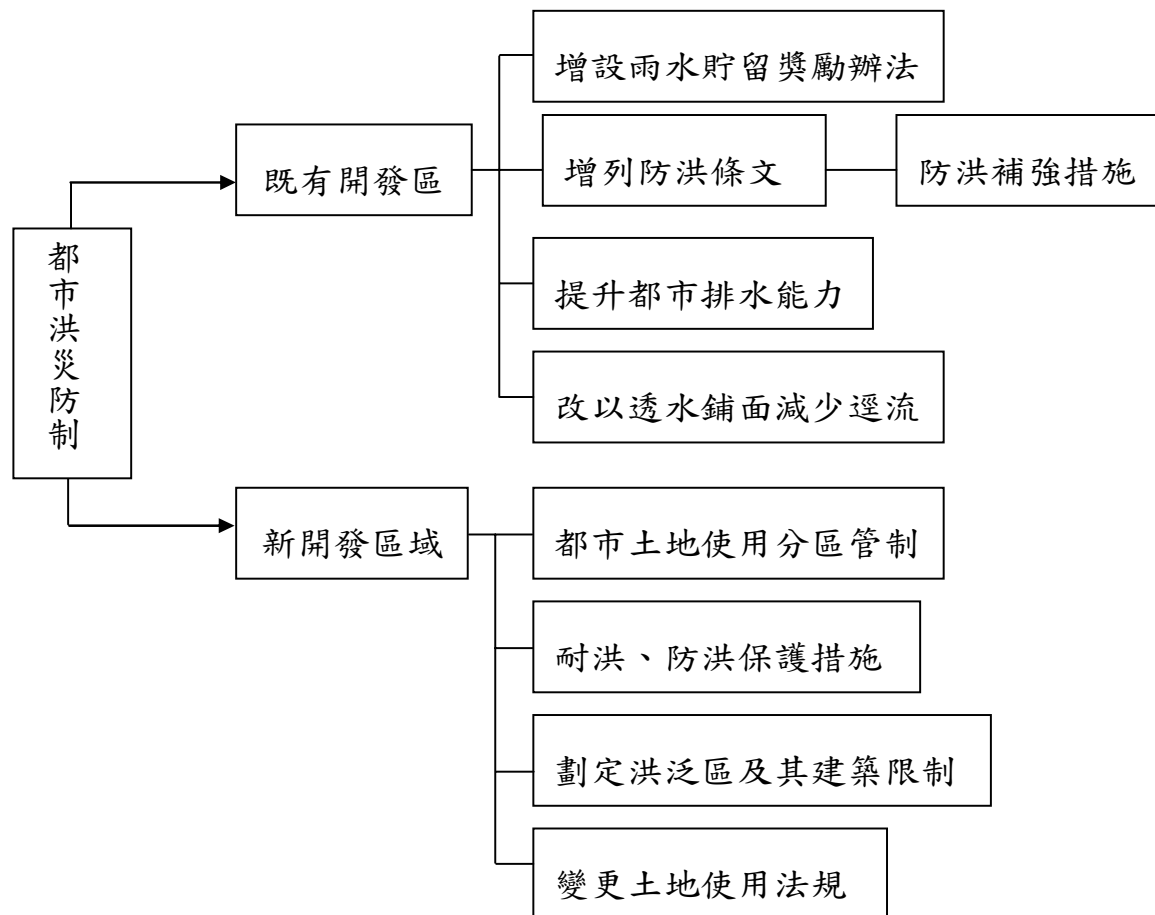 都市洪災防制
既有開發區
增設雨水貯留獎勵辦法
增列防洪條文
防洪補強措施
提升都市排水能力
改以透水鋪面減少逕流
新開發區域
都市土地使用分區管制
耐洪、防洪保護措施
劃定洪泛區及其建築限制
變更土地使用法規